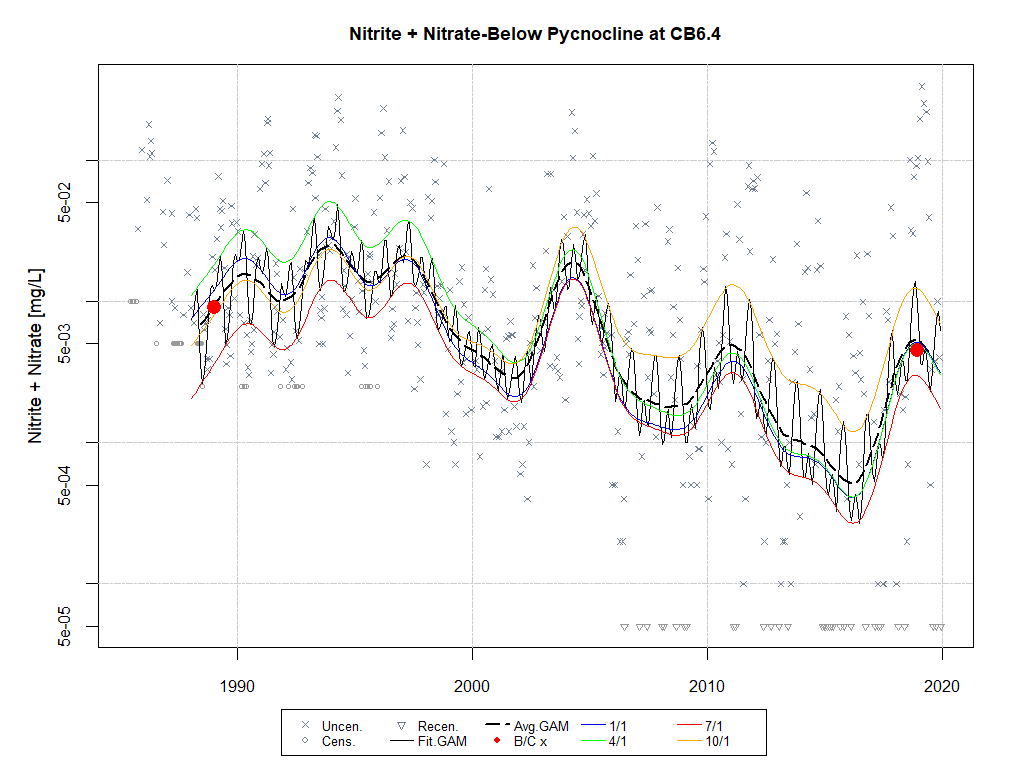 Nitrite + Nitrate-Below Pycnocline at CB6.4
Nitrite + Nitrate [mg/L]
5e-02
5e-03
5e-04
5e-05
1990 2000 2010 2020
Uncen. Recen. Avg.GAM 1/1 7/1
Cens. Fit.GAM B/C x 4/1 10/1